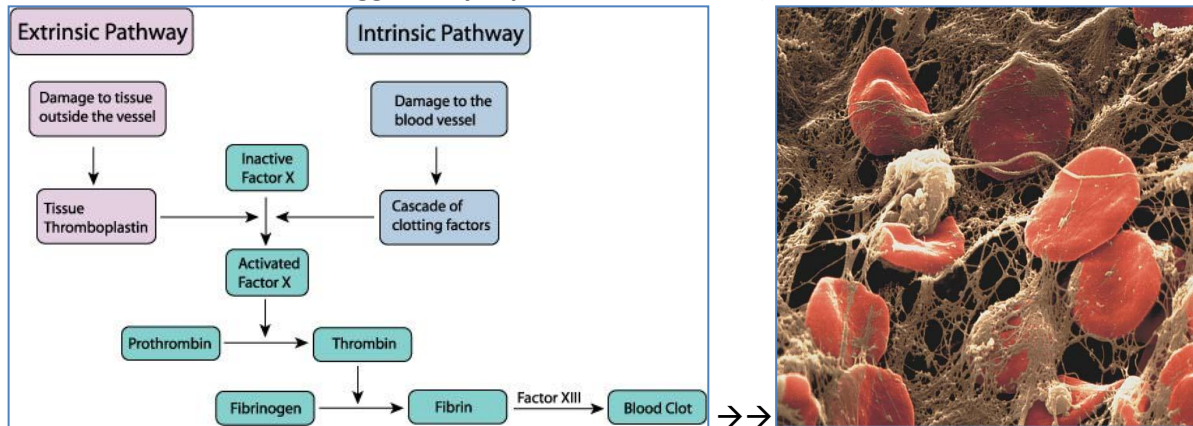 Extrinsic Pathway
Intrinsic Pathway
Damage to tissue
outside the vessel
Damage to the
blood vessel
Inactive
Factor X
Tissue
Thromboplastin
Cascade of
clotting factors
Activated
Factor X
Prothrombin
Thrombin
Fibrinogen
Fibrin
Factor XIII
Blood Clot
→→